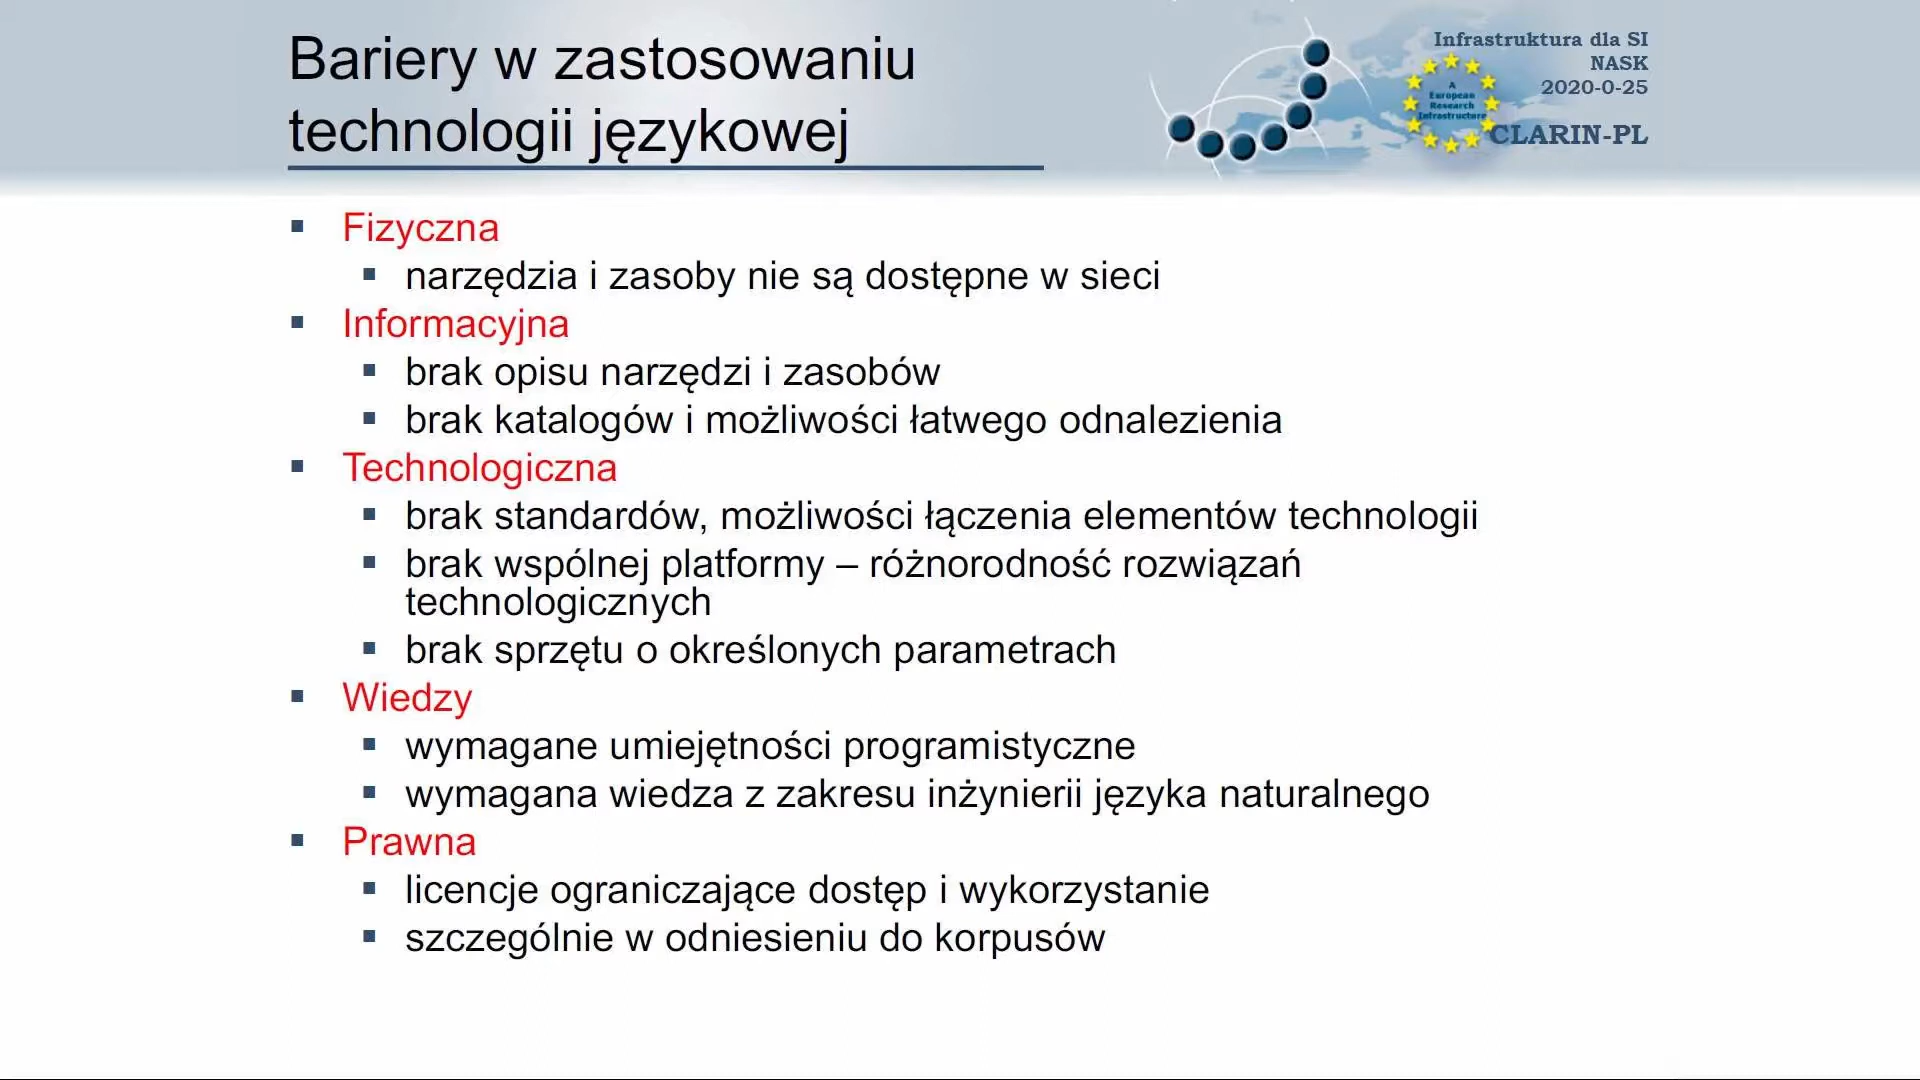 Bariery w zastosowaniu
technologii językowej
Infrastruktura dla SI
NASK
2020-0-25
A
European
Research
Infrastructure
CLARIN-PL
▪ Fizyczna
▪ narzędzia i zasoby nie są dostępne w sieci
▪ Informacyjna
▪ brak opisu narzędzi i zasobów
▪ brak katalogów i możliwości łatwego odnalezienia
▪ Technologiczna
▪ brak standardów, możliwości łączenia elementów technologii
▪ brak wspólnej platformy – różnorodność rozwiązań
technologicznych
▪ brak sprzętu o określonych parametrach
▪ Wiedzy
▪ wymagane umiejętności programistyczne
▪ wymagana wiedza z zakresu inżynierii języka naturalnego
▪ Prawna
▪ licencje ograniczające dostęp i wykorzystanie
▪ szczególnie w odniesieniu do korpusów